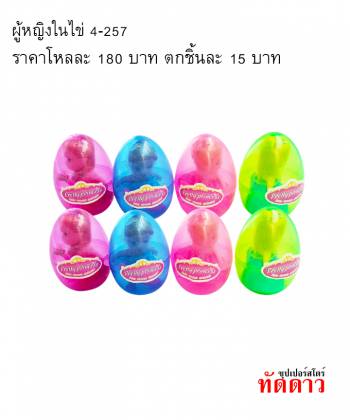 ผู้หญิงในไข่ 4-257
ราคาโหลละ 180 บาท ตกชิ้นละ 15 บาท
ซุปเปอร์สโตร์
ทัดดาว